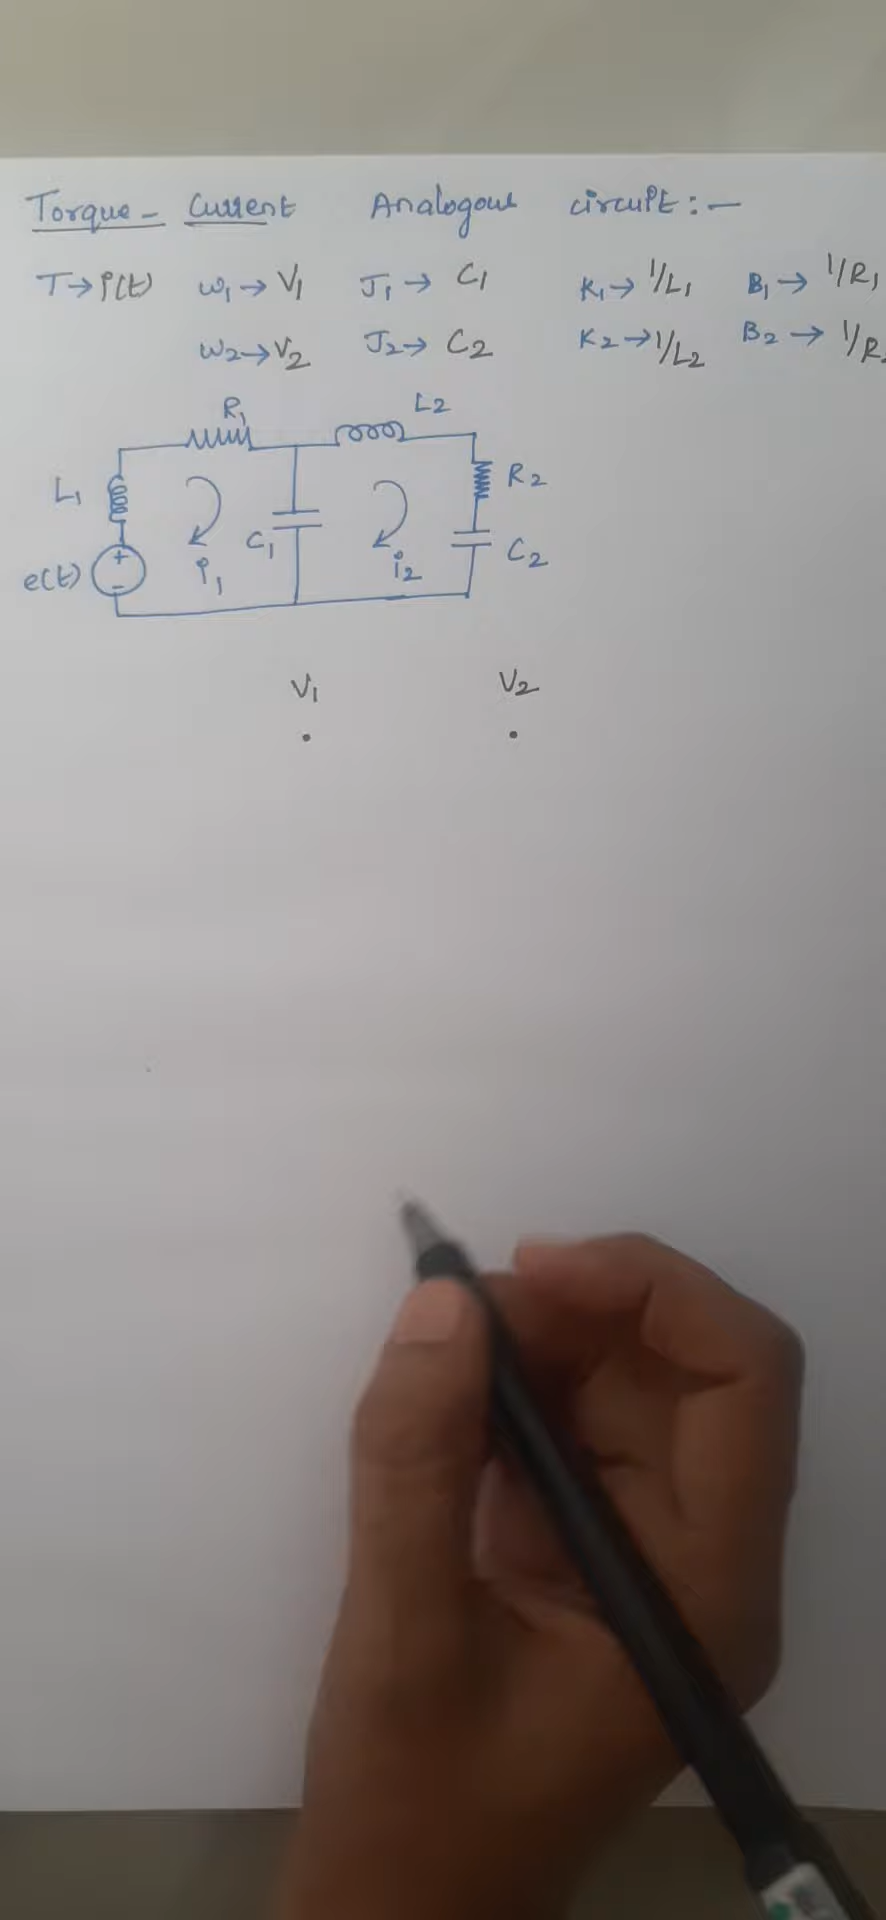 Torque - Current Analogous circuit :-
T→i(t) ω₁→V₁ J₁→ C₁ K₁→ 1/L₁ B₁→ 1/R₁
ω₂→V₂ J₂→ C₂ K₂→1/L₂ B₂→ 1/R
R₁ L₂
L₁ R₂
e(t) + - i₁ C₁ i₂ C₂
V₁ V₂